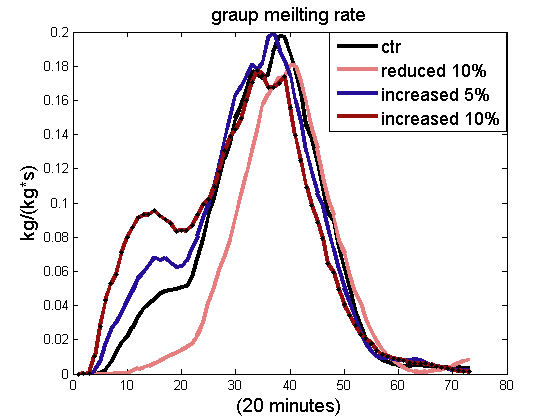 graup meilting rate
kg/(kg*s)
0.2
0.18
0.16
0.14
0.12
0.1
0.08
0.06
0.04
0.02
0
ctr
reduced 10%
increased 5%
increased 10%
0 10 20 30 40 50 60 70 80
(20 minutes)